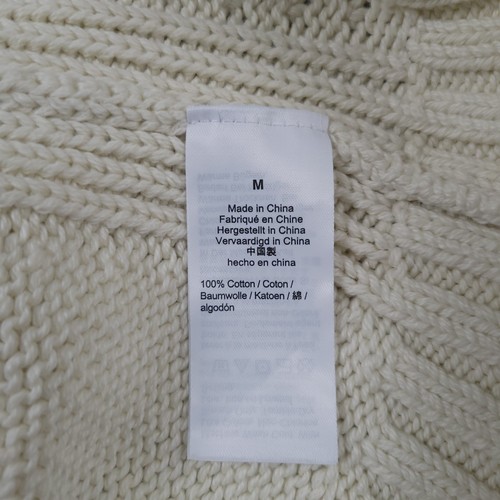 M
Made in China
Fabriqué en Chine
Hergestellt in China
Vervaardigd in China
中国製
hecho en china
100% Cotton / Coton /
Baumwolle / Katoen / 綿 /
algodón